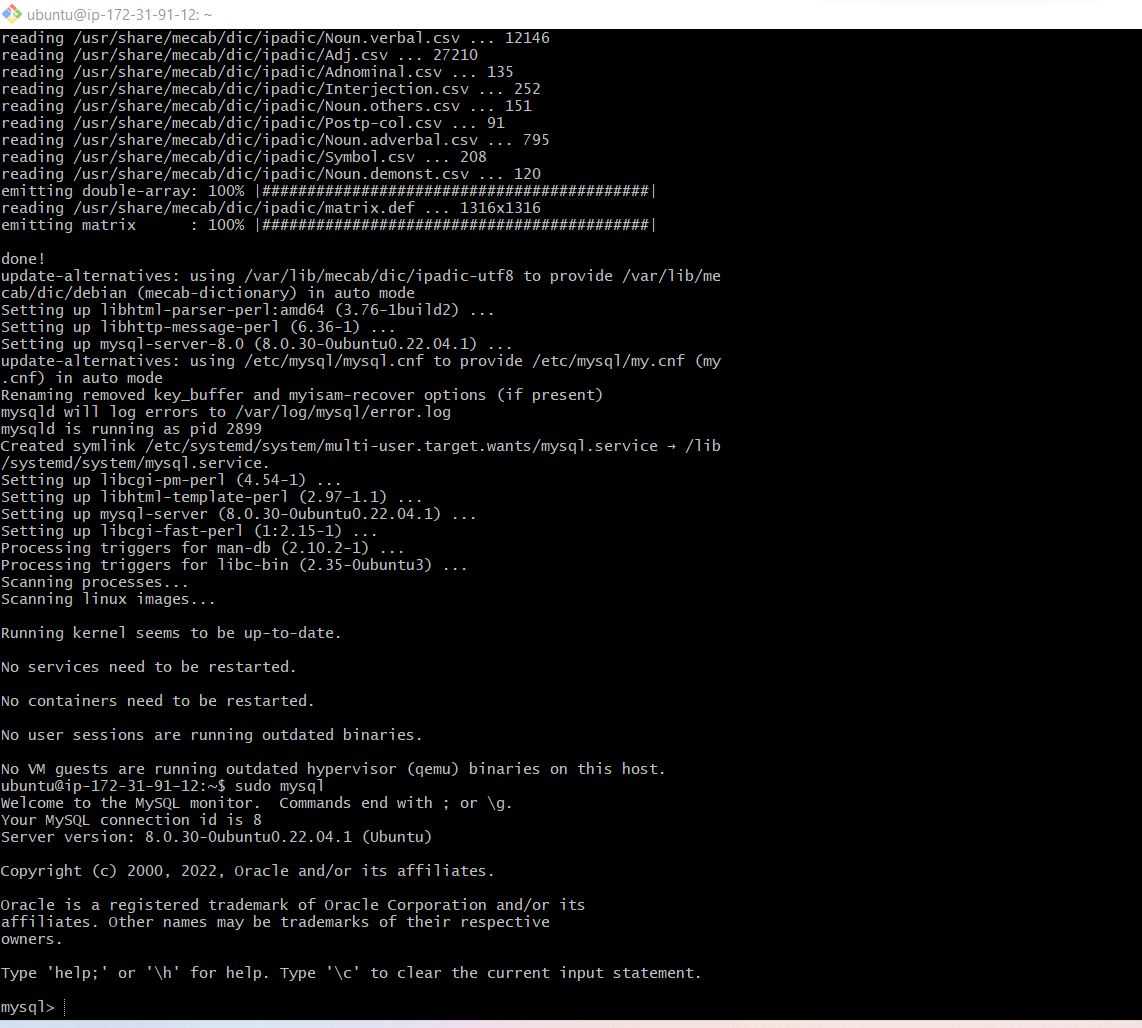 ubuntu@ip-172-31-91-12: ~
reading /usr/share/mecab/dic/ipadic/Noun.verbal.csv ... 12146
reading /usr/share/mecab/dic/ipadic/Adj.csv ... 27210
reading /usr/share/mecab/dic/ipadic/Adnominal.csv ... 135
reading /usr/share/mecab/dic/ipadic/Interjection.csv ... 252
reading /usr/share/mecab/dic/ipadic/Noun.others.csv ... 151
reading /usr/share/mecab/dic/ipadic/Postp-col.csv ... 91
reading /usr/share/mecab/dic/ipadic/Noun.adverbal.csv ... 795
reading /usr/share/mecab/dic/ipadic/Symbol.csv ... 208
reading /usr/share/mecab/dic/ipadic/Noun.demonst.csv ... 120
emitting double-array: 100% |###########################################|
reading /usr/share/mecab/dic/ipadic/matrix.def ... 1316x1316
emitting matrix      : 100% |###########################################|

done!
update-alternatives: using /var/lib/mecab/dic/ipadic-utf8 to provide /var/lib/me
cab/dic/debian (mecab-dictionary) in auto mode
Setting up libhtml-parser-perl:amd64 (3.76-1build2) ...
Setting up libhttp-message-perl (6.36-1) ...
Setting up mysql-server-8.0 (8.0.30-0ubuntu0.22.04.1) ...
update-alternatives: using /etc/mysql/mysql.cnf to provide /etc/mysql/my.cnf (my
.cnf) in auto mode
Renaming removed key_buffer and myisam-recover options (if present)
mysqld will log errors to /var/log/mysql/error.log
mysqld is running as pid 2899
Created symlink /etc/systemd/system/multi-user.target.wants/mysql.service → /lib
/systemd/system/mysql.service.
Setting up libcgi-pm-perl (4.54-1) ...
Setting up libhtml-template-perl (2.97-1.1) ...
Setting up mysql-server (8.0.30-0ubuntu0.22.04.1) ...
Setting up libcgi-fast-perl (1:2.15-1) ...
Processing triggers for man-db (2.10.2-1) ...
Processing triggers for libc-bin (2.35-0ubuntu3) ...
Scanning processes...
Scanning linux images...

Running kernel seems to be up-to-date.

No services need to be restarted.

No containers need to be restarted.

No user sessions are running outdated binaries.

No VM guests are running outdated hypervisor (qemu) binaries on this host.
ubuntu@ip-172-31-91-12:~$ sudo mysql
Welcome to the MySQL monitor.  Commands end with ; or \g.
Your MySQL connection id is 8
Server version: 8.0.30-0ubuntu0.22.04.1 (Ubuntu)

Copyright (c) 2000, 2022, Oracle and/or its affiliates.

Oracle is a registered trademark of Oracle Corporation and/or its
affiliates. Other names may be trademarks of their respective
owners.

Type 'help;' or '\h' for help. Type '\c' to clear the current input statement.

mysql>